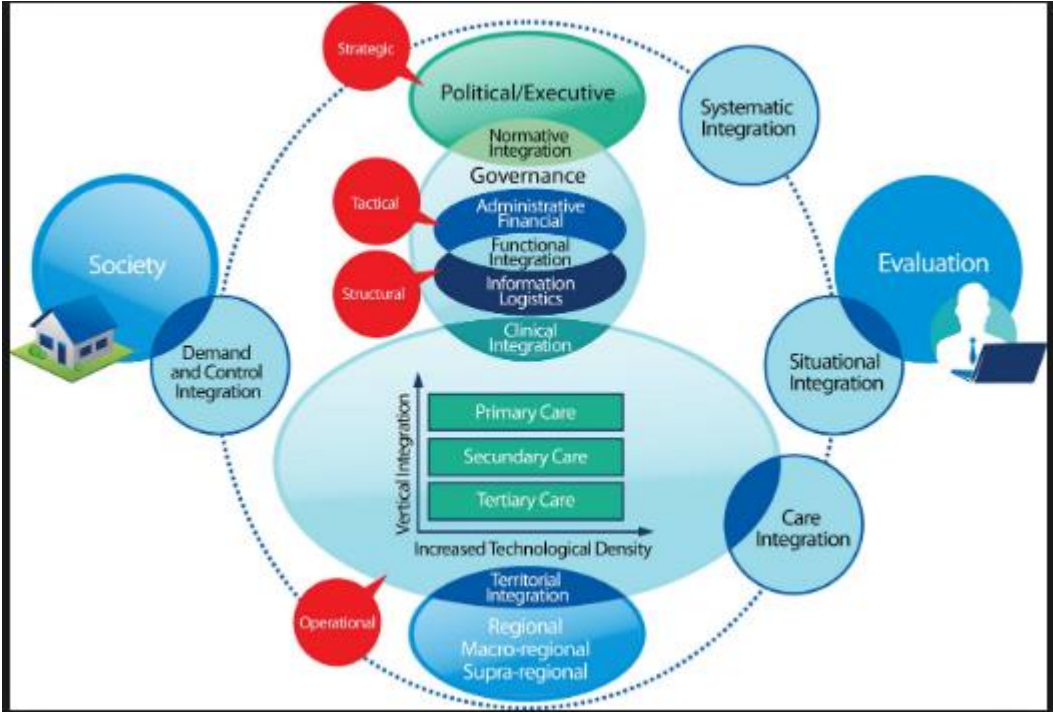 Strategic
Political/Executive
Systematic
Integration
Normative
Integration
Governance
Tactical
Administrative
Financial
Functional
Integration
Society
Evaluation
Structural
Information
Logistics
Clinical
Integration
Demand
and Control
Integration
Situational
Integration
Vertical Integration
Primary Care
Secundary Care
Tertiary Care
Increased Technological Density
Care
Integration
Territorial
Integration
Operational
Regional
Macro-regional
Supra-regional